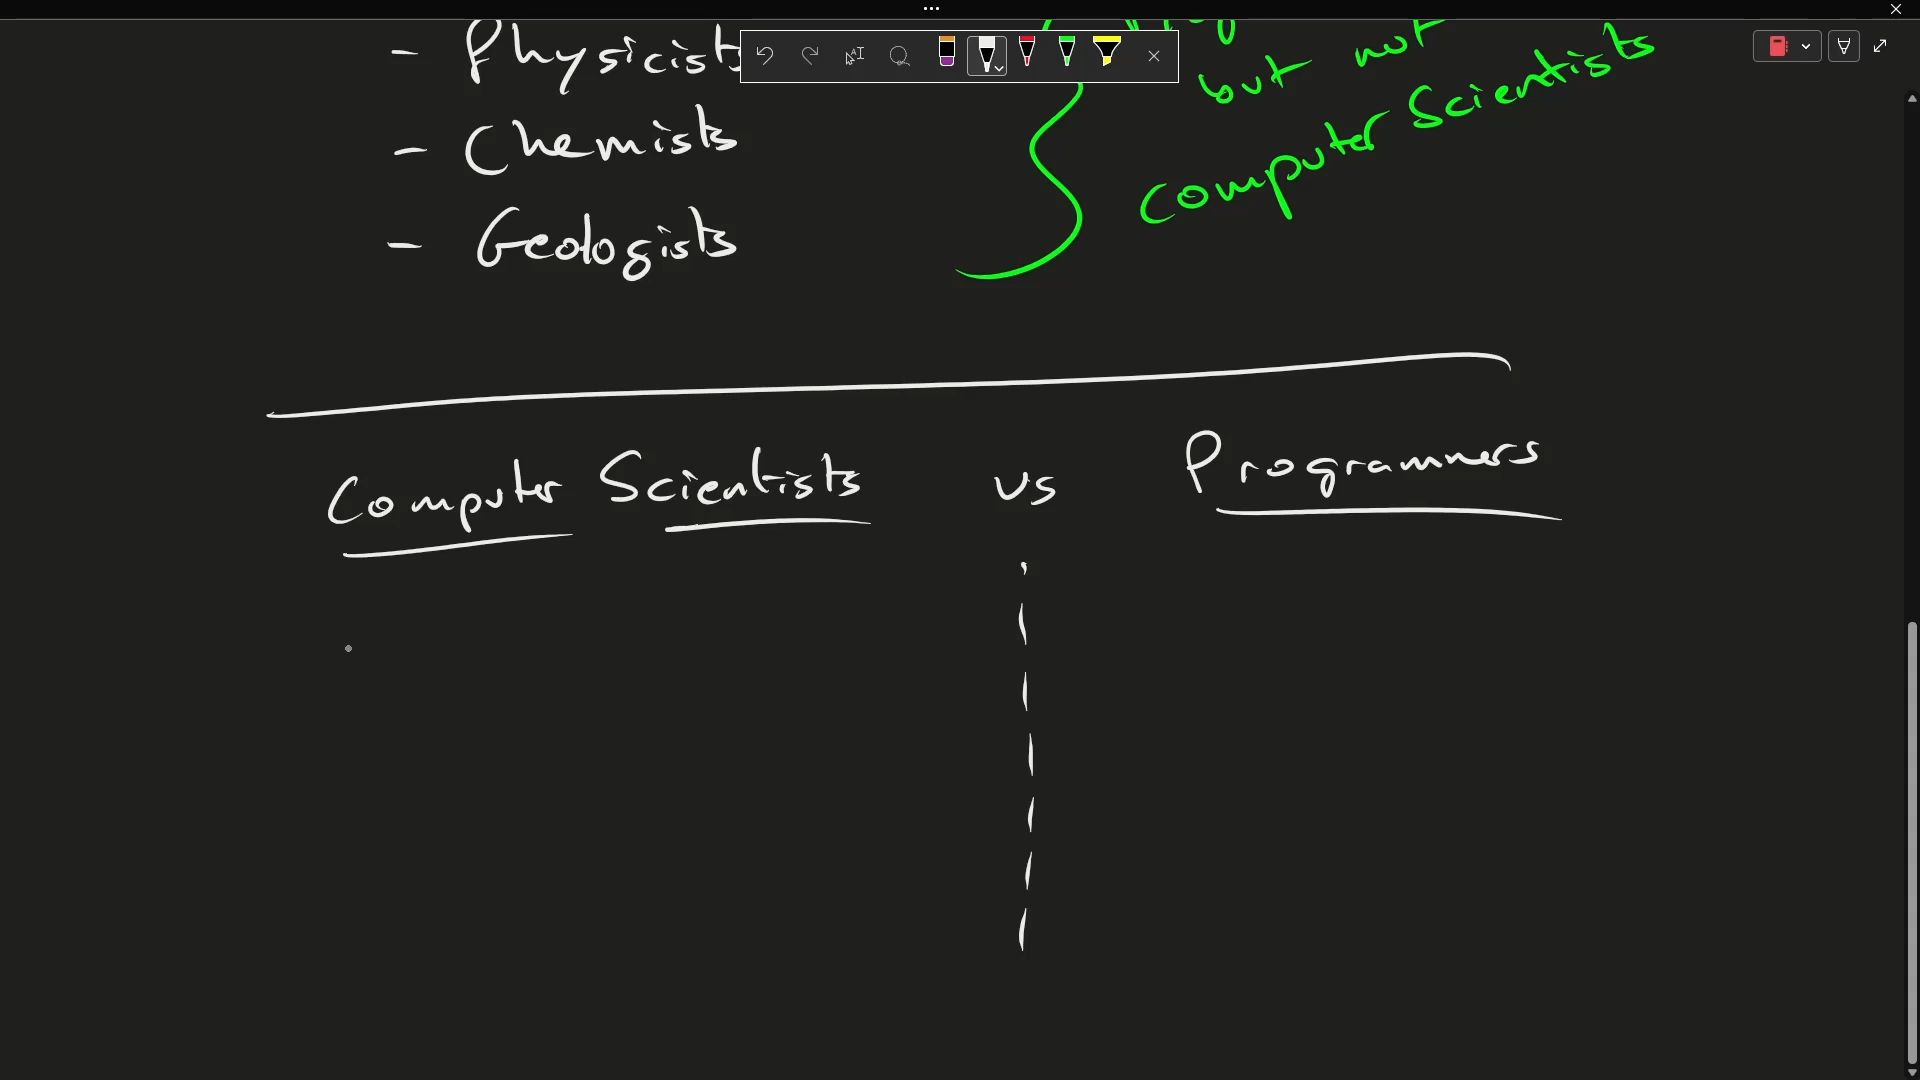 - Physicists
but not
Computer Scientists
- Chemists
- Geologists
Computer Scientists vs Programmers